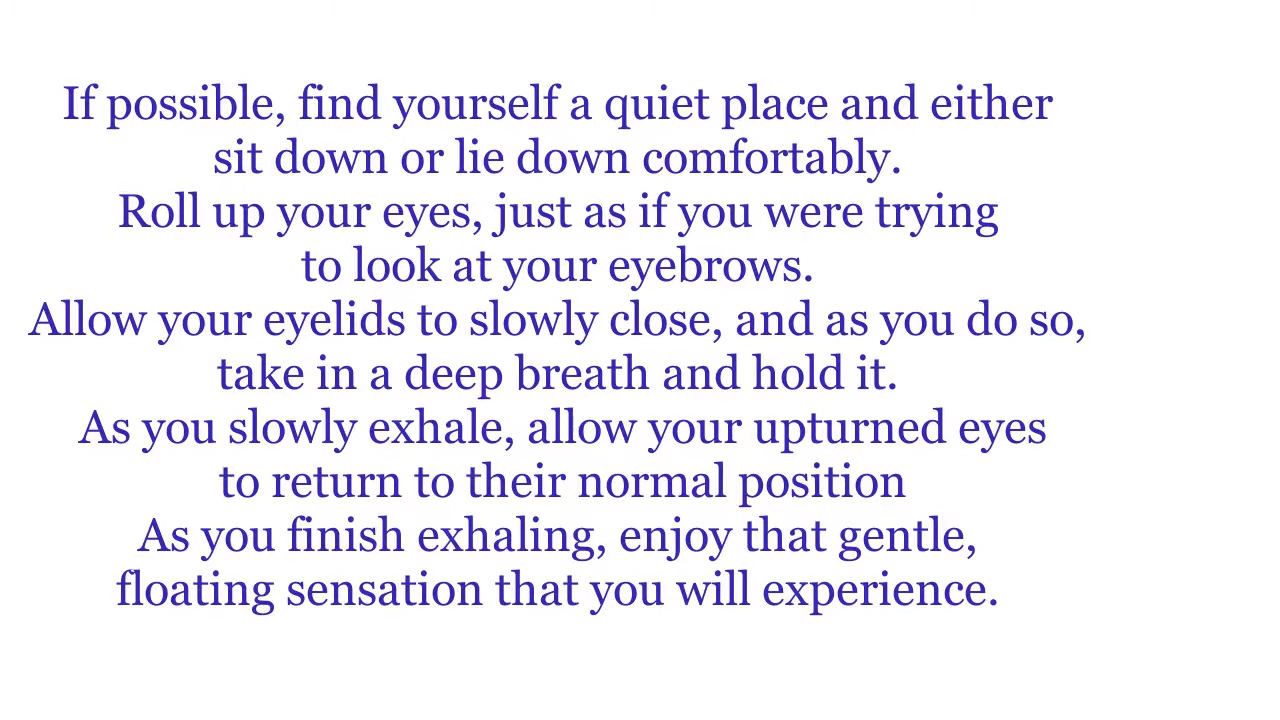 If possible, find yourself a quiet place and either
sit down or lie down comfortably.
Roll up your eyes, just as if you were trying
to look at your eyebrows.
Allow your eyelids to slowly close, and as you do so,
take in a deep breath and hold it.
As you slowly exhale, allow your upturned eyes
to return to their normal position
As you finish exhaling, enjoy that gentle,
floating sensation that you will experience.